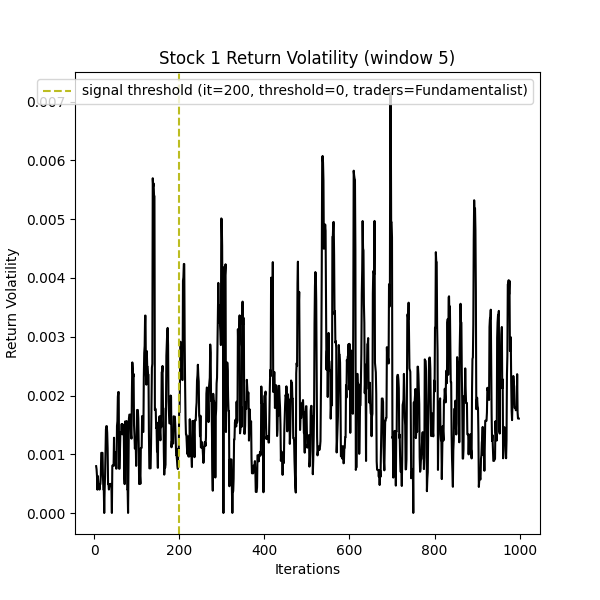 Stock 1 Return Volatility (window 5)
signal threshold (it=200, threshold=0, traders=Fundamentalist)
0.007
0.006
0.005
0.004
0.003
0.002
0.001
0.000
Return Volatility
0 200 400 600 800 1000
Iterations